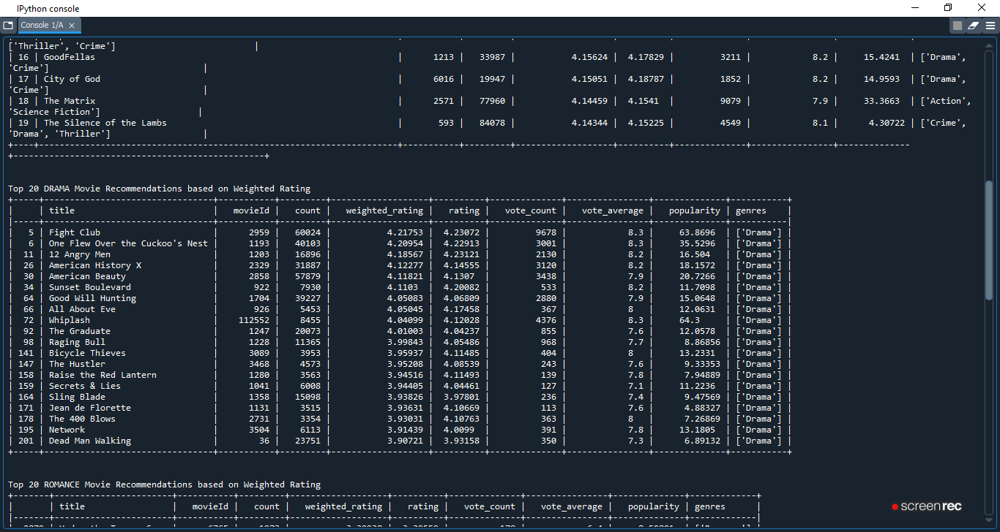 IPython console
Console 1/A
['Thriller', 'Crime'] |
| 16 | GoodFellas | 1213 | 33987 | 4.15624 | 4.17829 | 3211 | 8.2 | 15.4241 | ['Drama',
'Crime'] |
| 17 | City of God | 6016 | 19947 | 4.15051 | 4.18787 | 1852 | 8.2 | 14.9593 | ['Drama',
'Crime'] |
| 18 | The Matrix | 2571 | 77960 | 4.14459 | 4.1541 | 9079 | 7.9 | 33.3663 | ['Action',
'Science Fiction'] |
| 19 | The Silence of the Lambs | 593 | 84078 | 4.14344 | 4.15225 | 4549 | 8.1 | 4.30722 | ['Crime',
'Drama', 'Thriller'] |
Top 20 DRAMA Movie Recommendations based on Weighted Rating
| | title | movieId | count | weighted_rating | rating | vote_count | vote_average | popularity | genres |
| 5 | Fight Club | 2959 | 60024 | 4.21753 | 4.23072 | 9678 | 8.3 | 63.8696 | ['Drama'] |
| 6 | One Flew Over the Cuckoo's Nest | 1193 | 40103 | 4.20954 | 4.22913 | 3001 | 8.3 | 35.5296 | ['Drama'] |
| 11 | 12 Angry Men | 1203 | 16896 | 4.18567 | 4.23121 | 2130 | 8.2 | 16.504 | ['Drama'] |
| 26 | American History X | 2329 | 31887 | 4.12277 | 4.14555 | 3120 | 8.2 | 18.1572 | ['Drama'] |
| 30 | American Beauty | 2858 | 57879 | 4.11821 | 4.1307 | 3438 | 7.9 | 20.7266 | ['Drama'] |
| 34 | Sunset Boulevard | 922 | 7930 | 4.1103 | 4.20082 | 533 | 8.2 | 11.7098 | ['Drama'] |
| 64 | Good Will Hunting | 1704 | 39227 | 4.05083 | 4.06809 | 2880 | 7.9 | 15.0648 | ['Drama'] |
| 66 | All About Eve | 926 | 5453 | 4.05045 | 4.17458 | 367 | 8 | 12.0631 | ['Drama'] |
| 72 | Whiplash | 112552 | 8455 | 4.04099 | 4.12028 | 4376 | 8.3 | 64.3 | ['Drama'] |
| 92 | The Graduate | 1247 | 20073 | 4.01003 | 4.04237 | 855 | 7.6 | 12.0578 | ['Drama'] |
| 98 | Raging Bull | 1228 | 11365 | 3.99843 | 4.05486 | 968 | 7.7 | 8.86856 | ['Drama'] |
| 141 | Bicycle Thieves | 3089 | 3953 | 3.95937 | 4.11485 | 404 | 8 | 13.2331 | ['Drama'] |
| 147 | The Hustler | 3468 | 4573 | 3.95208 | 4.08539 | 243 | 7.6 | 9.33353 | ['Drama'] |
| 158 | Raise the Red Lantern | 1280 | 3563 | 3.94516 | 4.11493 | 139 | 7.8 | 7.94889 | ['Drama'] |
| 159 | Secrets & Lies | 1041 | 6008 | 3.94405 | 4.04461 | 127 | 7.1 | 11.2236 | ['Drama'] |
| 164 | Sling Blade | 1358 | 15098 | 3.93826 | 3.97801 | 236 | 7.4 | 9.47569 | ['Drama'] |
| 171 | Jean de Florette | 1131 | 3515 | 3.93631 | 4.10669 | 113 | 7.6 | 4.88327 | ['Drama'] |
| 178 | The 400 Blows | 2731 | 3354 | 3.93031 | 4.10763 | 363 | 8 | 7.26869 | ['Drama'] |
| 195 | Network | 3504 | 6113 | 3.91439 | 4.0099 | 391 | 7.8 | 13.1805 | ['Drama'] |
| 201 | Dead Man Walking | 36 | 23751 | 3.90721 | 3.93158 | 350 | 7.3 | 6.89132 | ['Drama'] |
Top 20 ROMANCE Movie Recommendations based on Weighted Rating
| | title | movieId | count | weighted_rating | rating | vote_count | vote_average | popularity | genres |
screenrec